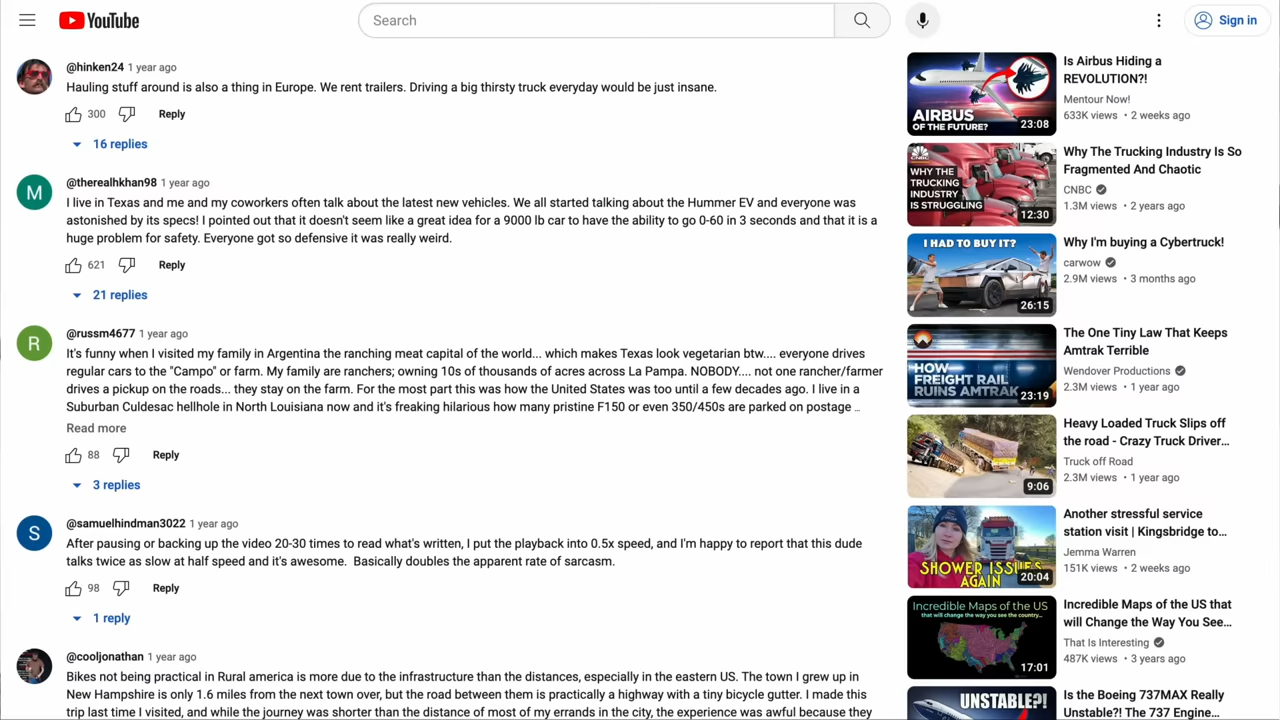 YouTube
Search
Sign in
@hinken24 1 year ago
Hauling stuff around is also a thing in Europe. We rent trailers. Driving a big thirsty truck everyday would be just insane.
300 Reply
16 replies
M
@therealhkhan98 1 year ago
I live in Texas and me and my coworkers often talk about the latest new vehicles. We all started talking about the Hummer EV and everyone was
astonished by its specs! I pointed out that it doesn't seem like a great idea for a 9000 lb car to have the ability to go 0-60 in 3 seconds and that it is a
huge problem for safety. Everyone got so defensive it was really weird.
621 Reply
21 replies
R
@russm4677 1 year ago
It's funny when I visited my family in Argentina the ranching meat capital of the world... which makes Texas look vegetarian btw.... everyone drives
regular cars to the "Campo" or farm. My family are ranchers; owning 10s of thousands of acres across La Pampa. NOBODY.... not one rancher/farmer
drives a pickup on the roads... they stay on the farm. For the most part this was how the United States was too until a few decades ago. I live in a
Suburban Culdesac hellhole in North Louisiana now and it's freaking hilarious how many pristine F150 or even 350/450s are parked on postage ...
Read more
88 Reply
3 replies
S
@samuelhindman3022 1 year ago
After pausing or backing up the video 20-30 times to read what's written, I put the playback into 0.5x speed, and I'm happy to report that this dude
talks twice as slow at half speed and it's awesome. Basically doubles the apparent rate of sarcasm.
98 Reply
1 reply
@cooljonathan 1 year ago
Bikes not being practical in Rural america is more due to the infrastructure than the distances, especially in the eastern US. The town I grew up in
New Hampshire is only 1.6 miles from the next town over, but the road between them is practically a highway with a tiny bicycle gutter. I made this
trip last time I visited, and while the journey was shorter than the distance of most of my errands in the city, the experience was awful because they
AIRBUS
OF THE FUTURE?
23:08
Is Airbus Hiding a
REVOLUTION?!
Mentour Now!
633K views • 2 weeks ago
CNBC
WHY THE
TRUCKING
INDUSTRY
IS STRUGGLING
12:30
Why The Trucking Industry Is So
Fragmented And Chaotic
CNBC
1.3M views • 2 years ago
I HAD TO BUY IT?
26:15
Why I'm buying a Cybertruck!
carwow
2.9M views • 3 months ago
HOW
FREIGHT RAIL
RUINS AMTRAK
23:19
The One Tiny Law That Keeps
Amtrak Terrible
Wendover Productions
2.3M views • 1 year ago
9:06
Heavy Loaded Truck Slips off
the road - Crazy Truck Driver...
Truck off Road
2.3M views • 1 year ago
SHOWER ISSUES
AGAIN
20:04
Another stressful service
station visit | Kingsbridge to...
Jemma Warren
151K views • 2 weeks ago
Incredible Maps of the US
that will change the way you see the country...
17:01
Incredible Maps of the US that
will Change the Way You See...
That Is Interesting
487K views • 3 years ago
UNSTABLE?!
Is the Boeing 737MAX Really
Unstable?! The 737 Engine...